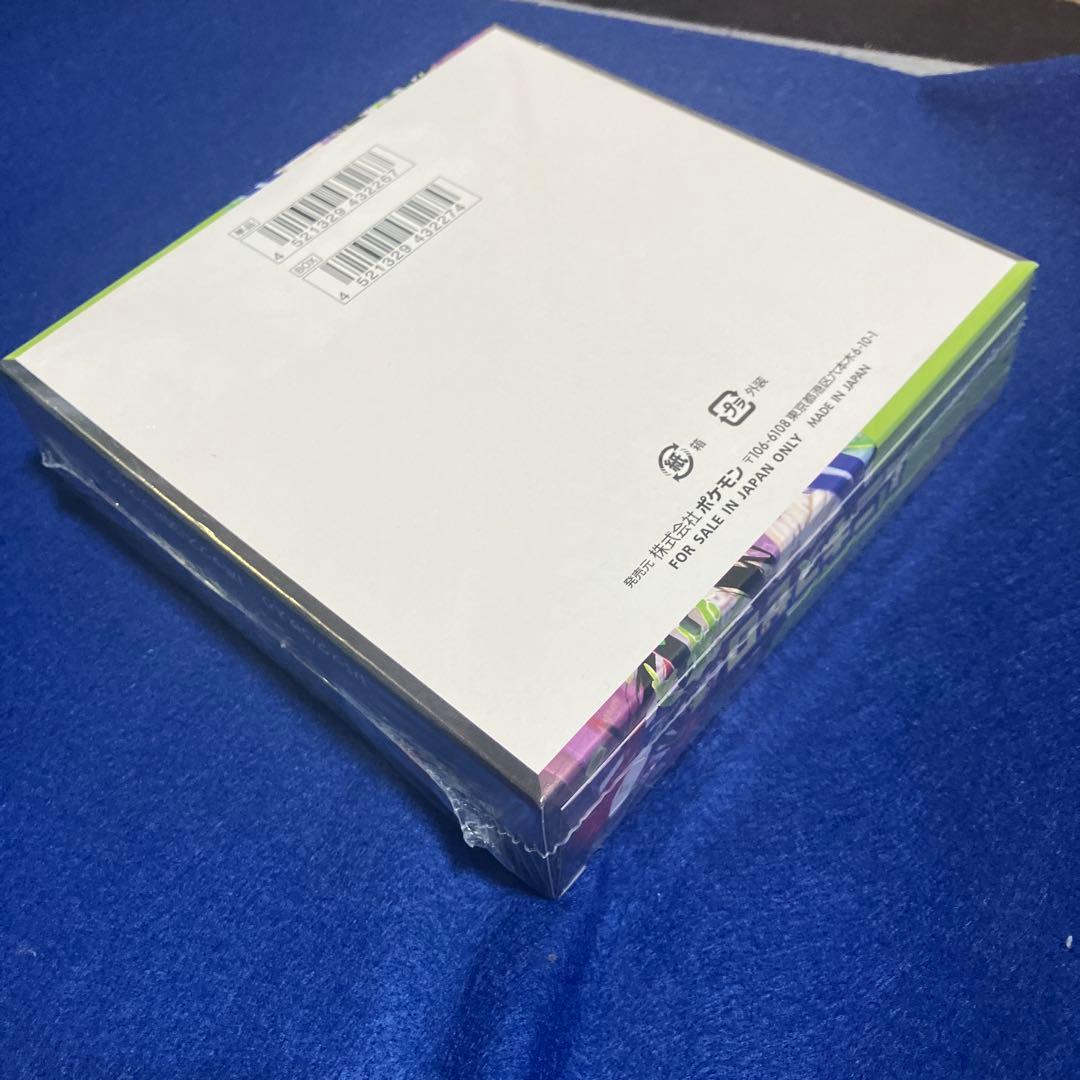 単品
4 521329 432267
BOX
4 521329 432274
紙 箱
プラ 外装
発売元 株式会社ポケモン 〒106-6108 東京都港区六本木6-10-1
FOR SALE IN JAPAN ONLY MADE IN JAPAN